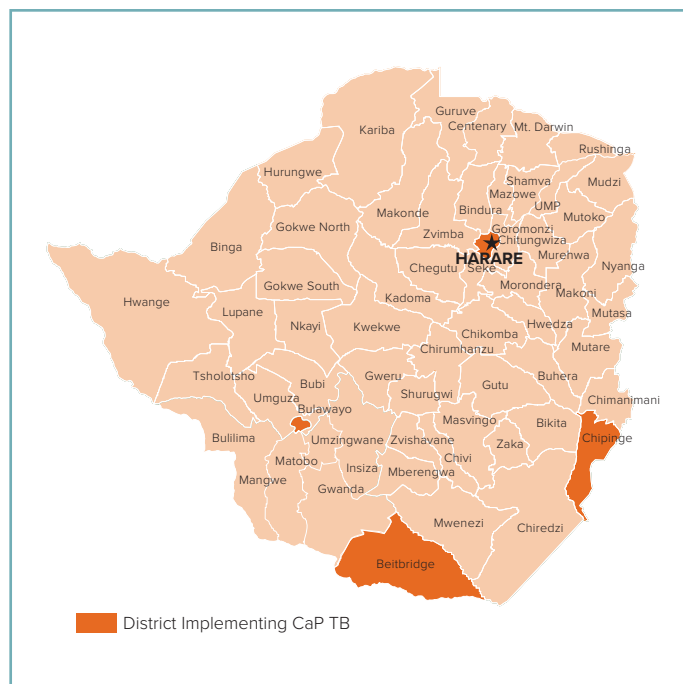 Guruve
Kariba
Centenary
Mt. Darwin
Rushinga
Hurungwe
Shamva
Mudzi
Mazowe
UMP
Makonde
Bindura
Mutoko
Gokwe North
Zvimba
Goromonzi
Chitungwiza
Binga
HARARE
Murehwa
Chegutu
Seke
Nyanga
Gokwe South
Morondera
Makoni
Hwange
Kadoma
Lupane
Mutasa
Nkayi
Kwekwe
Hwedza
Chikomba
Chirumhanzu
Mutare
Tsholotsho
Gweru
Buhera
Bubi
Gutu
Umguza
Shurugwi
Chimanimani
Bulawayo
Masvingo
Bikita
Bulilima
Umzingwane
Zvishavane
Zaka
Chipinge
Chivi
Matobo
Insiza
Mberengwa
Mangwe
Gwanda
Mwenezi
Chiredzi
Beitbridge
District Implementing CaP TB